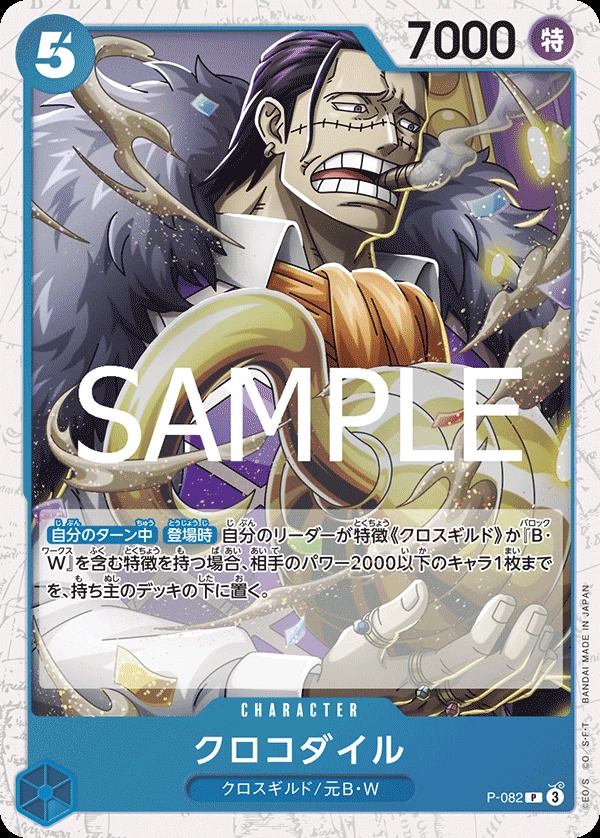 5
7000 特
SAMPLE
自分のターン中 登場時 自分のリーダーが特徴《クロスギルド》か『B・
W』を含む特徴を持つ場合、相手のパワー2000以下のキャラ1枚まで
を、持ち主のデッキの下に置く。
CHARACTER
クロコダイル
クロスギルド/元B・W
P-082 P 3
©E.O/S. ©O./S・F・T BANDAI MADE IN JAPAN